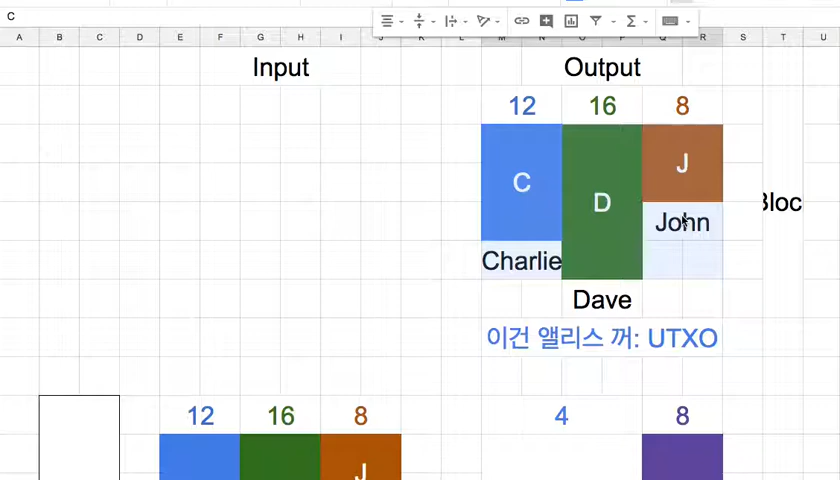 C
A B C D E F G H I J K L M N O P Q R S T U
Input Output
12 16 8
C D J
John
Charlie
Dave
이건 앨리스 꺼: UTXO
Bloc
12 16 8 4 8
J